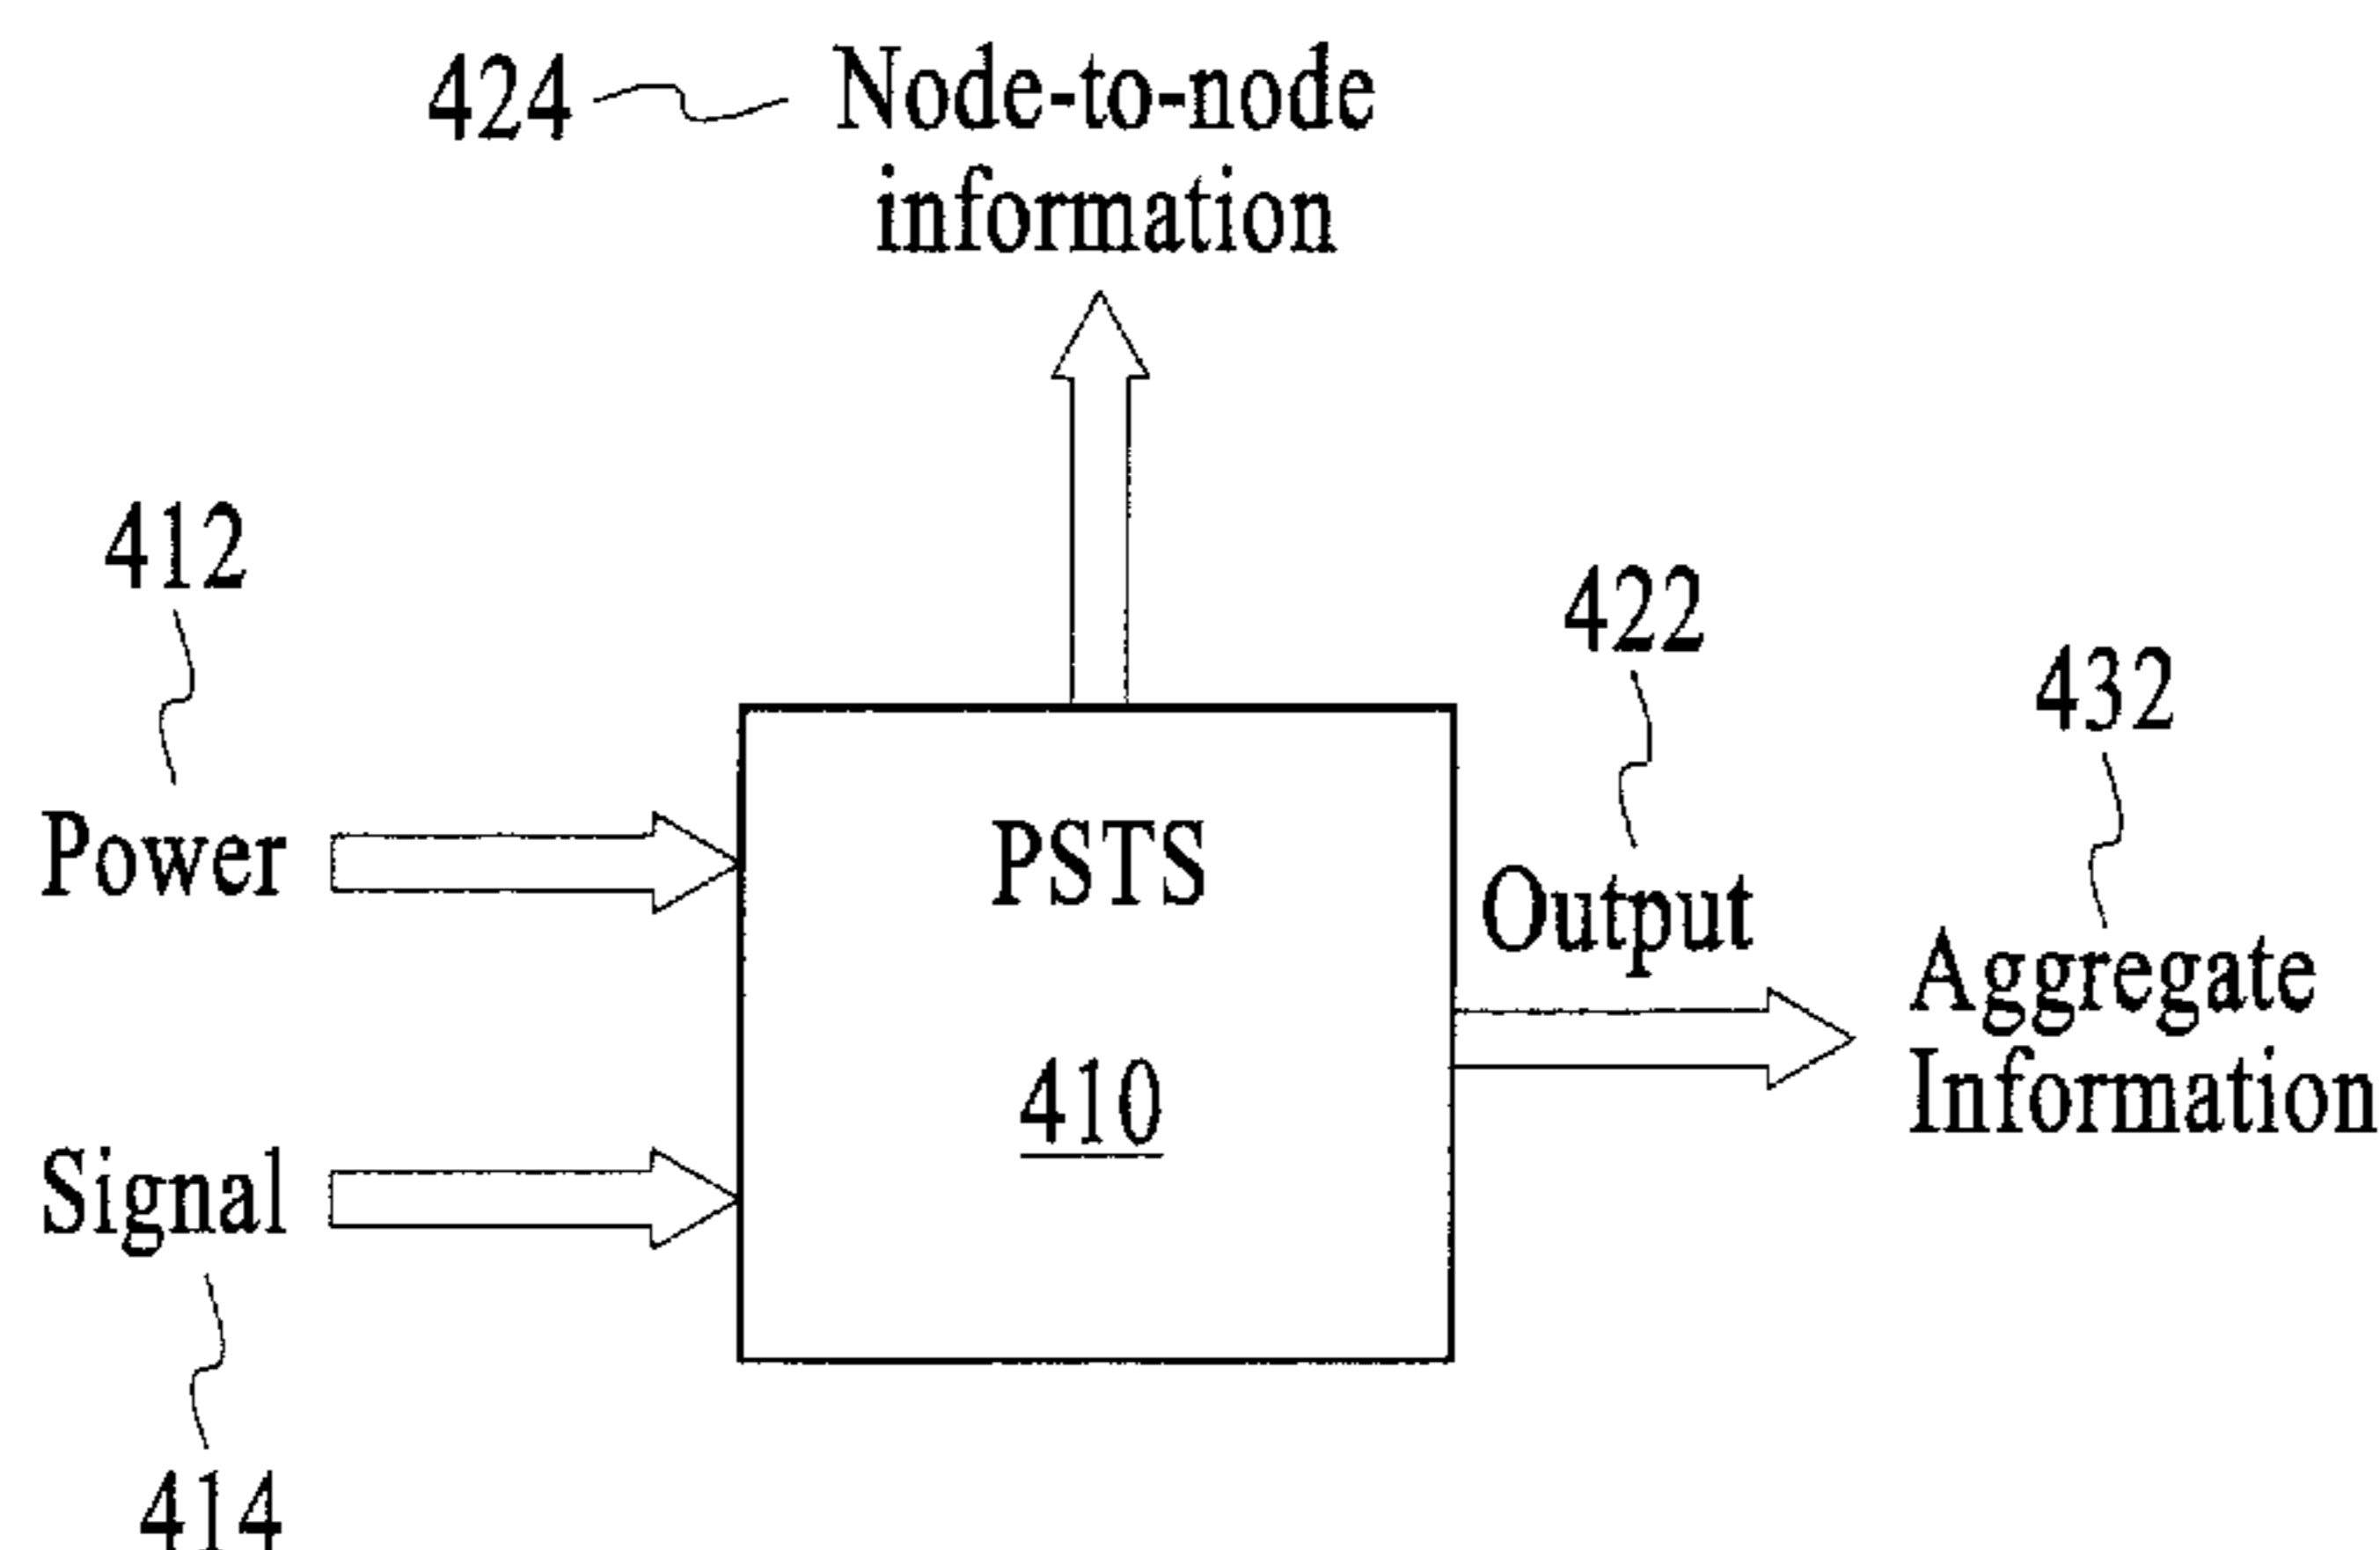 424 Node-to-node
information
412
422
432
Power
PSTS
Output
Aggregate
Information
410
Signal
414